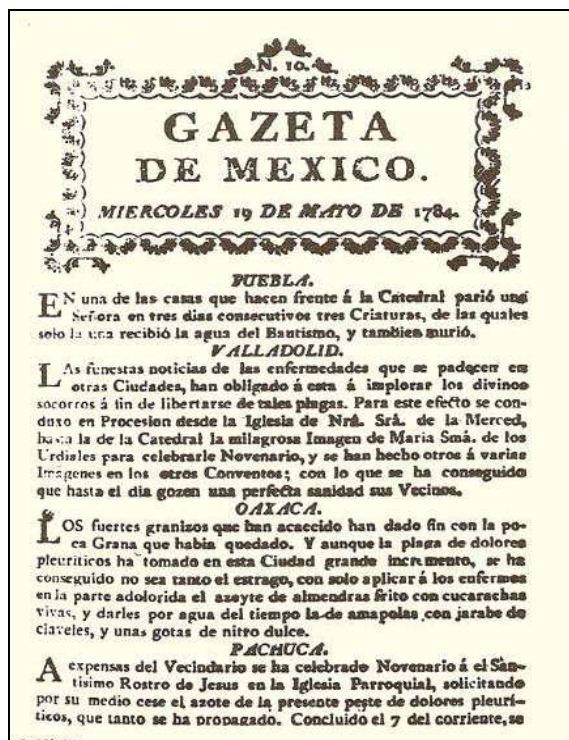 N. 10.
GAZETA
DE MEXICO.
MIERCOLES 19 DE MAYO DE 1784.
PUEBLA.
EN una de las casas que hacen frente á la Catedral parió una
Señora en tres dias consecutivos tres Criaturas, de las quales
solo la una recibió la agua del Bautismo, y tambien murió.
VALLADOLID.
LAs funestas noticias de las enfermedades que se padecen en
otras Ciudades, han obligado á esta á implorar los divinos
socorros á fin de libertarse de tales plagas. Para este efecto se con-
duxo en Procesion desde la Iglesia de Nrâ. Srâ. de la Merced,
hasta la de la Catedral la milagrosa Imagen de Maria Smâ. de los
Urdiales para celebrarle Novenario, y se han hecho otros á varias
Imágenes en los otros Conventos; con lo que se ha conseguido
que hasta el dia gozen una perfecta sanidad sus Vecinos.
OAXACA.
LOS fuertes granizos que han acaecido han dado fin con la po-
ca Grana que habia quedado. Y aunque la plaga de dolores
pleuriticos ha tomado en esta Ciudad grande incremento, se ha
conseguido no sea tanto el estrago, con solo aplicar á los enfermos
en la parte adolorida el azeyte de almendras frito con cucarachas
vivas, y darles por agua del tiempo la de amapolas con jarabe de
claveles, y unas gotas de nitro dulce.
PACHUCA.
A expensas del Vecindario se ha celebrado Novenario á el San-
tisimo Rostro de Jesus en la Iglesia Parroquial, solicitando
por su medio cese el azote de la presente peste de dolores pleurí-
ticos, que tanto se ha propagado. Concluido el 7 del corriente, se